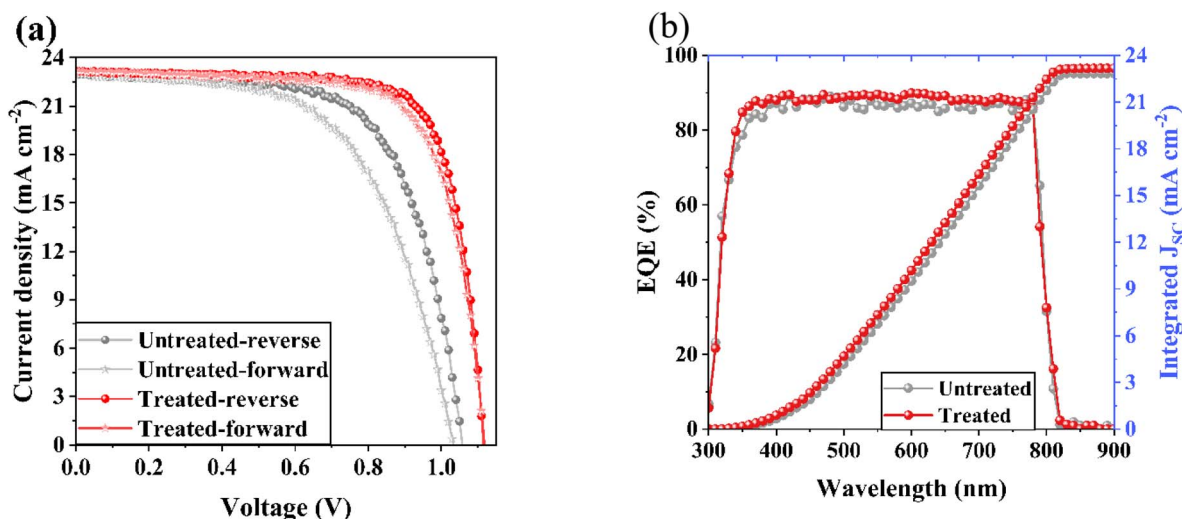 (a)
24
21
18
15
12
9
6
3
0
Current density (mA cm-2)
Untreated-reverse
Untreated-forward
Treated-reverse
Treated-forward
0.0 0.2 0.4 0.6 0.8 1.0
Voltage (V)
(b)
100
80
60
40
20
0
EQE (%)
24
21
18
15
12
9
6
3
0
Integrated JSC (mA cm-2)
Untreated
Treated
300 400 500 600 700 800 900
Wavelength (nm)